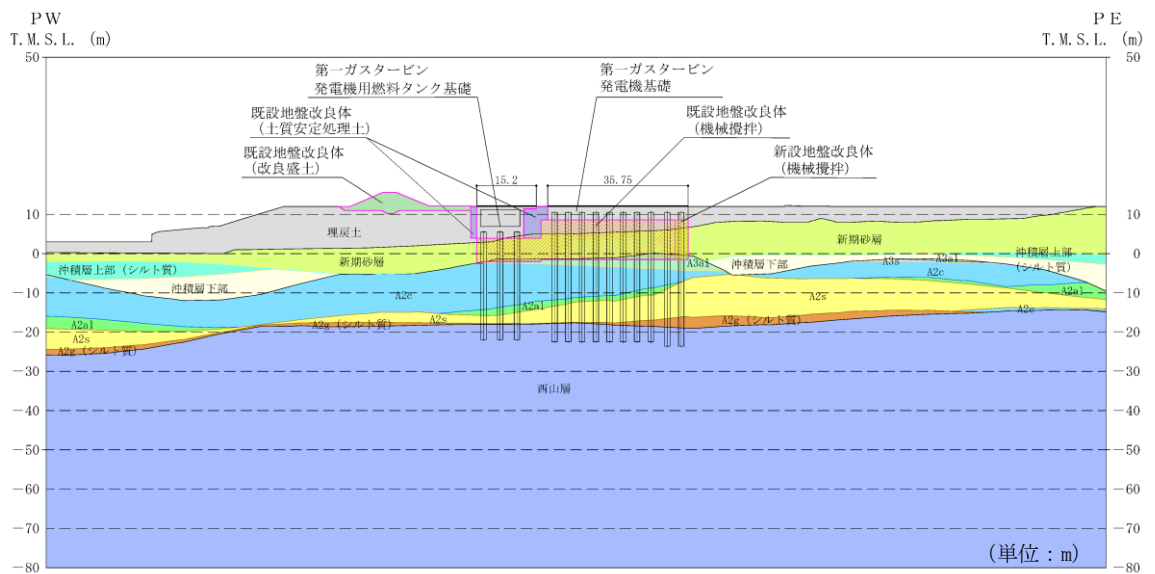 PW
T.M.S.L. (m)
PE
T.M.S.L. (m)
50
50
第一ガスタービン
発電機用燃料タンク基礎
第一ガスタービン
発電機基礎
既設地盤改良体
(土質安定処理土)
既設地盤改良体
(機械攪拌)
既設地盤改良体
(改良盛土)
新設地盤改良体
(機械攪拌)
15.2
35.75
10
10
埋戻土
新期砂層
0
0
沖積層上部(シルト質)
新期砂層
A3a1
沖積層下部
A3s
A3a1
沖積層上部
(シルト質)
A2c
沖積層下部
A2c
-10
-10
A2a1
A2s
A2a1
A2a1
A2s
A2g(シルト質)
A2g(シルト質)
A2c
-20
-20
A2s
A2g(シルト質)
-30
-30
西山層
-40
-40
-50
-50
-60
-60
-70
-70
(単位:m)
-80
-80